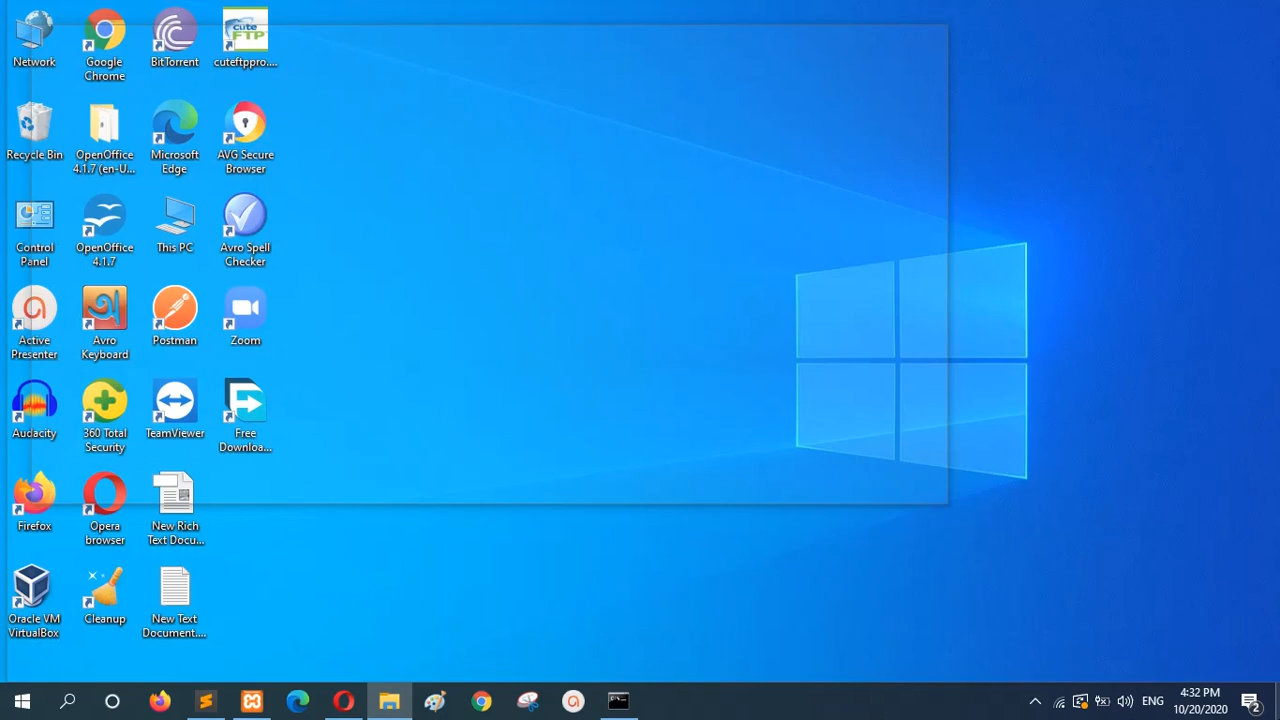 Network
Google
Chrome
BitTorrent
cute
FTP
cuteftppro....
Recycle Bin
OpenOffice
4.1.7 (en-U...
Microsoft
Edge
AVG Secure
Browser
Control
Panel
OpenOffice
4.1.7
This PC
Avro Spell
Checker
Active
Presenter
Avro
Keyboard
Postman
Zoom
Audacity
360 Total
Security
TeamViewer
Free
Downloa...
Firefox
Opera
browser
New Rich
Text Docu...
Oracle VM
VirtualBox
Cleanup
New Text
Document....
ENG
4:32 PM
10/20/2020
2